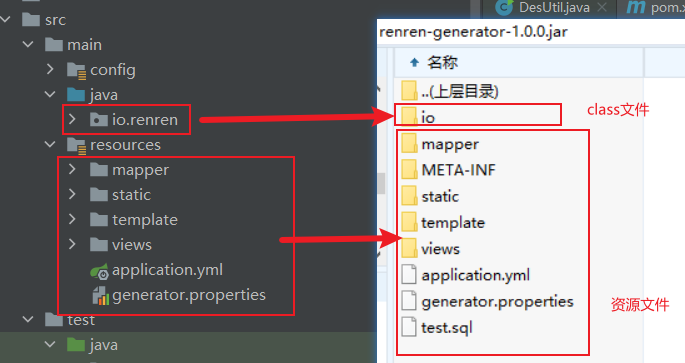 src
main
config
java
io.renren
resources
mapper
static
template
views
application.yml
generator.properties
test
java
DesUtil.java
pom.x
renren-generator-1.0.0.jar
名称
..(上层目录)
io
mapper
META-INF
static
template
views
application.yml
generator.properties
test.sql
class文件
资源文件